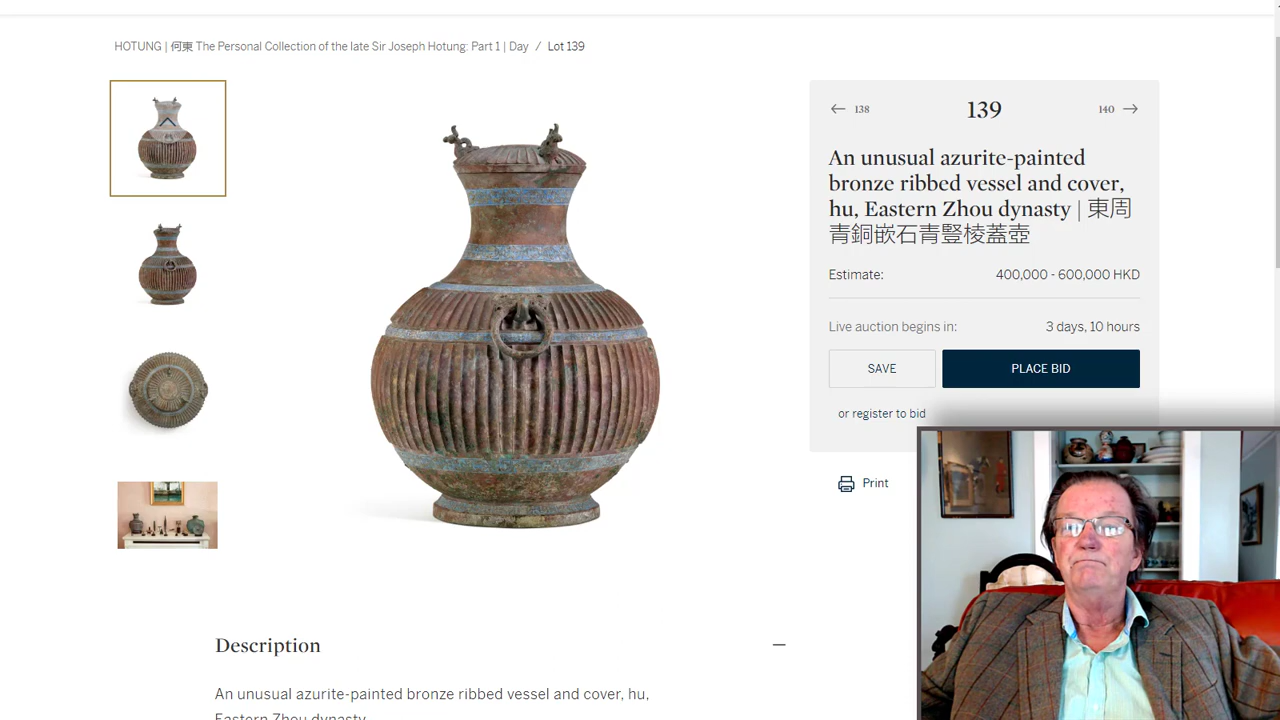 HOTUNG | 何東 The Personal Collection of the late Sir Joseph Hotung: Part 1 | Day / Lot 139
← 138
139
140 →
An unusual azurite-painted
bronze ribbed vessel and cover,
hu, Eastern Zhou dynasty | 東周
青銅嵌石青豎棱蓋壺
Estimate:
400,000 - 600,000 HKD
Live auction begins in:
3 days, 10 hours
SAVE
PLACE BID
or register to bid
Print
Description
An unusual azurite-painted bronze ribbed vessel and cover, hu,
Eastern Zhou dynasty